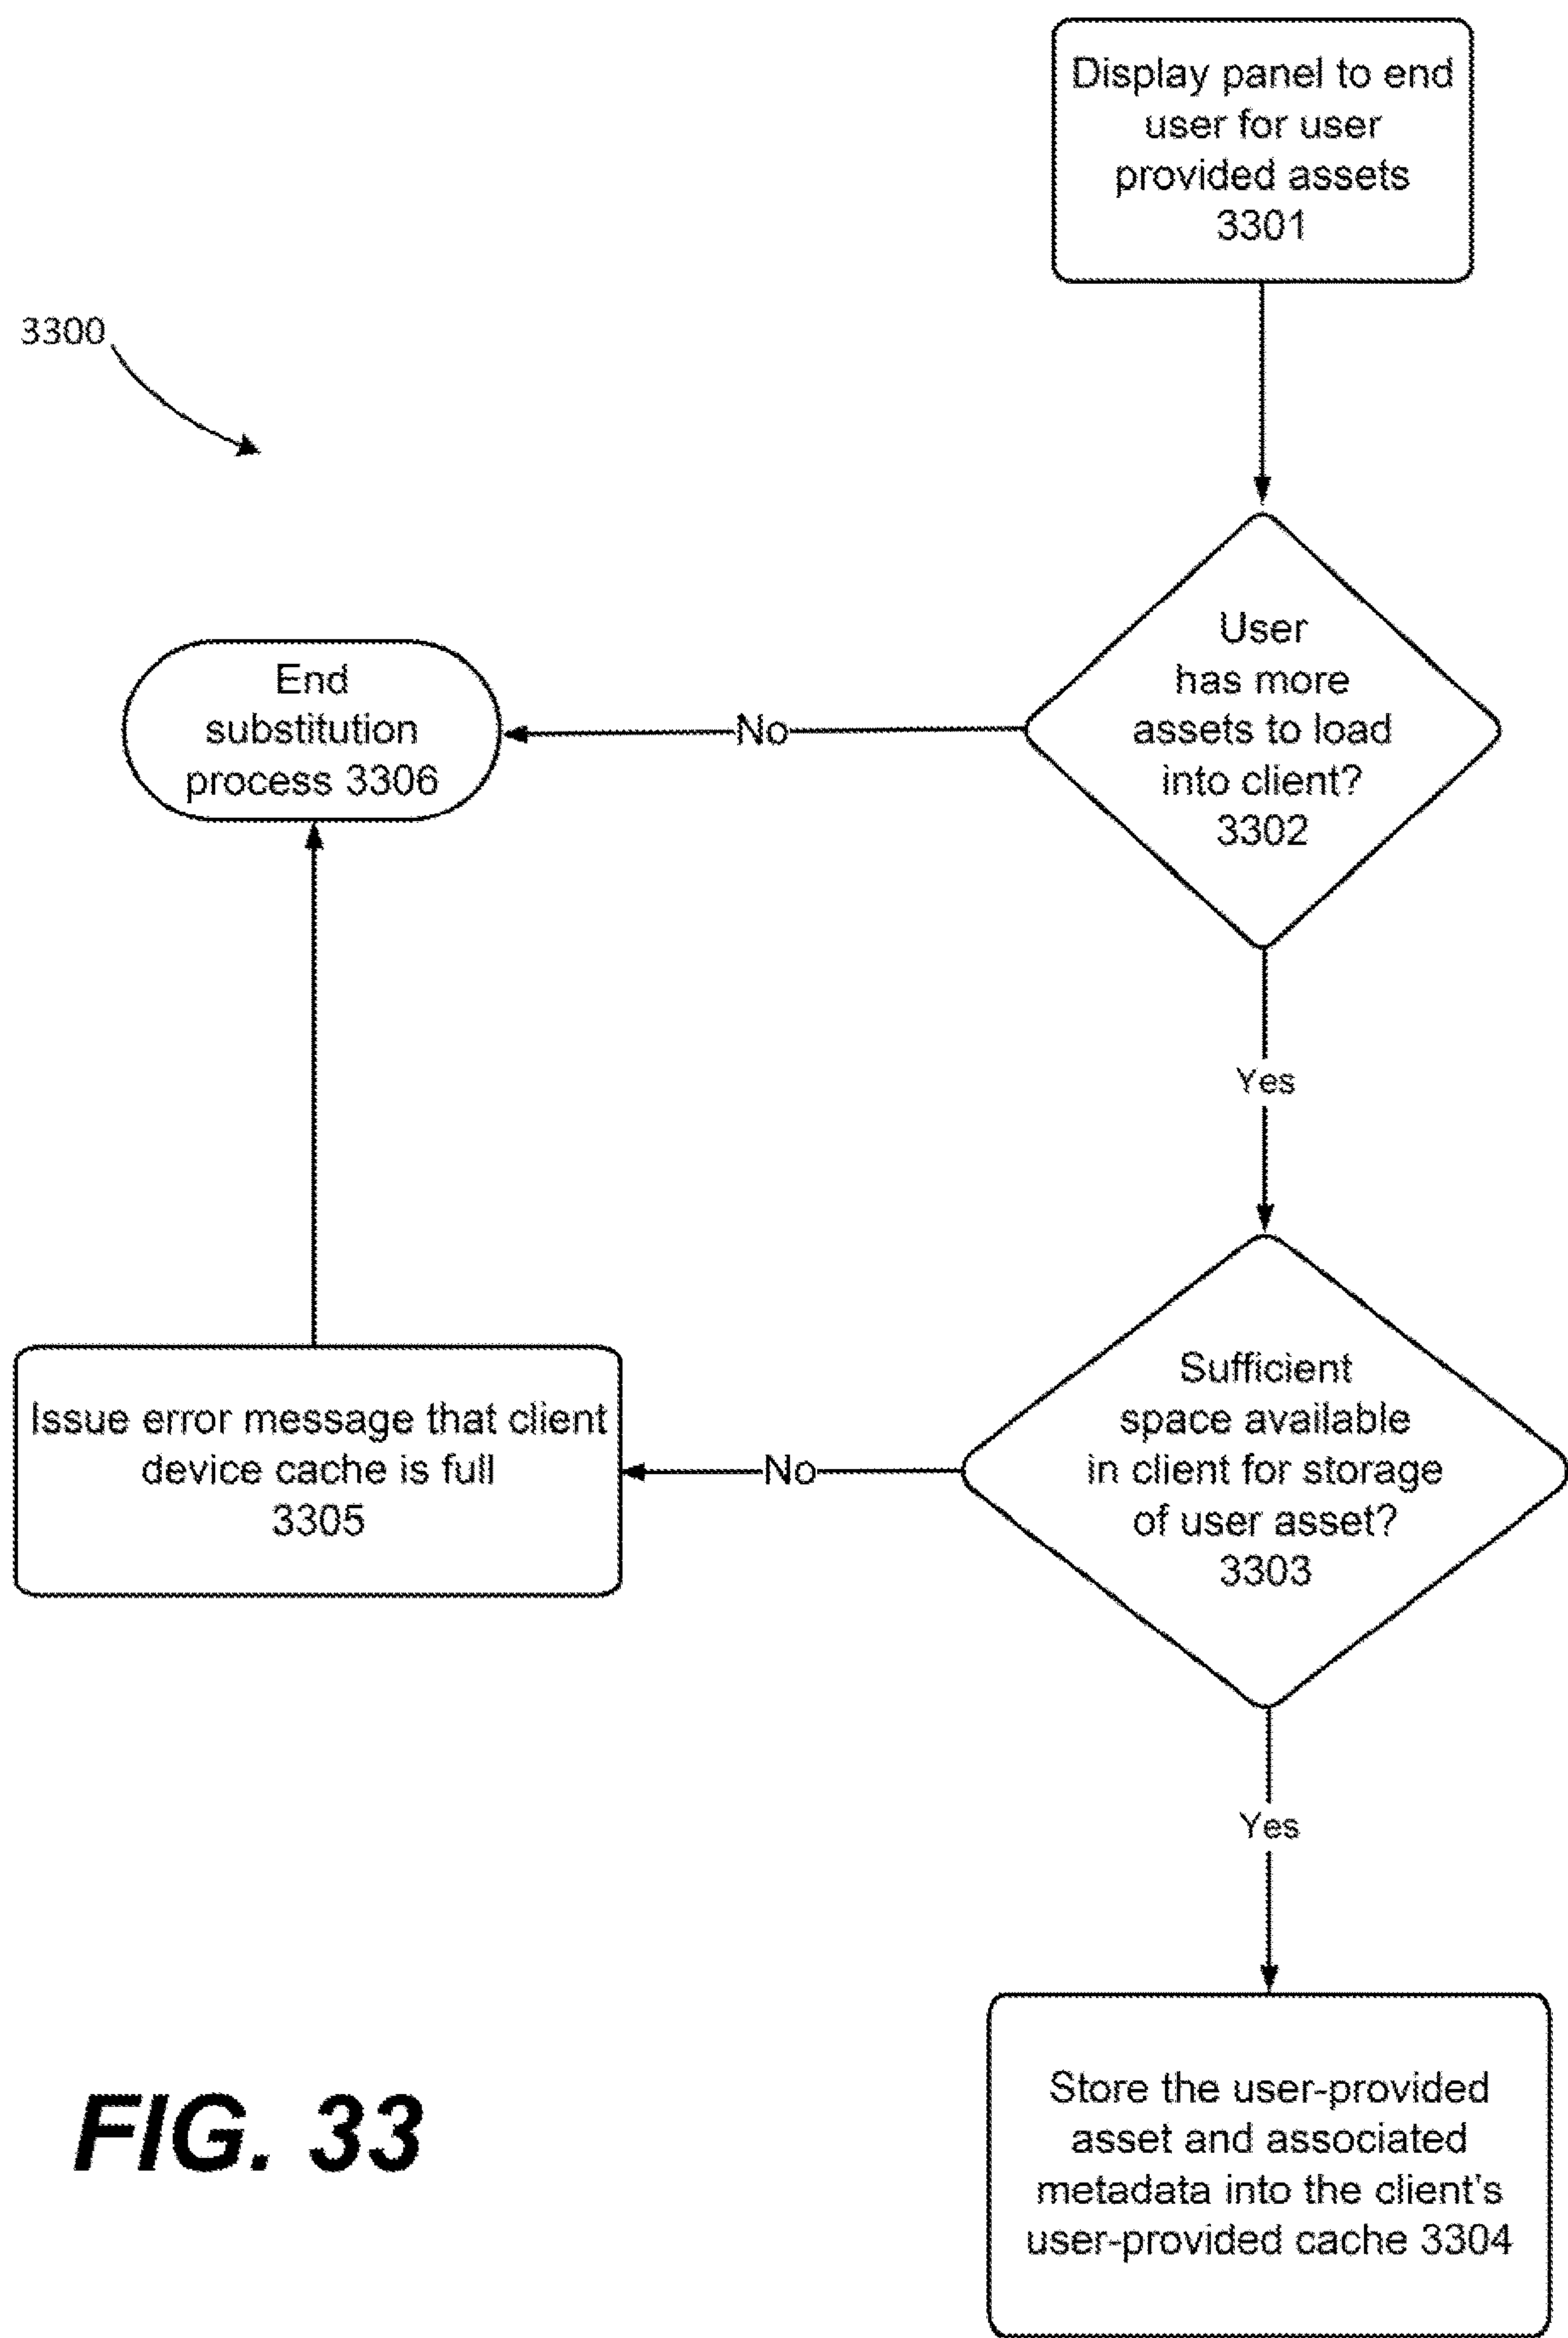 Display panel to end
user for user
provided assets
3301
3300
User
has more
assets to load
into client?
3302
No
End
substitution
process 3306
Yes
Sufficient
space available
in client for storage
of user asset?
3303
No
Issue error message that client
device cache is full
3305
Yes
Store the user-provided
asset and associated
metadata into the client's
user-provided cache 3304
FIG. 33